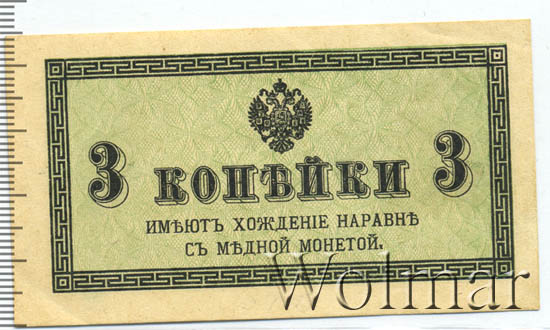 3 КОПѢЙКИ 3
ИМѢЮТЪ ХОЖДЕНІЕ НАРАВНѢ
СЪ МѢДНОЙ МОНЕТОЙ.
Wolmar